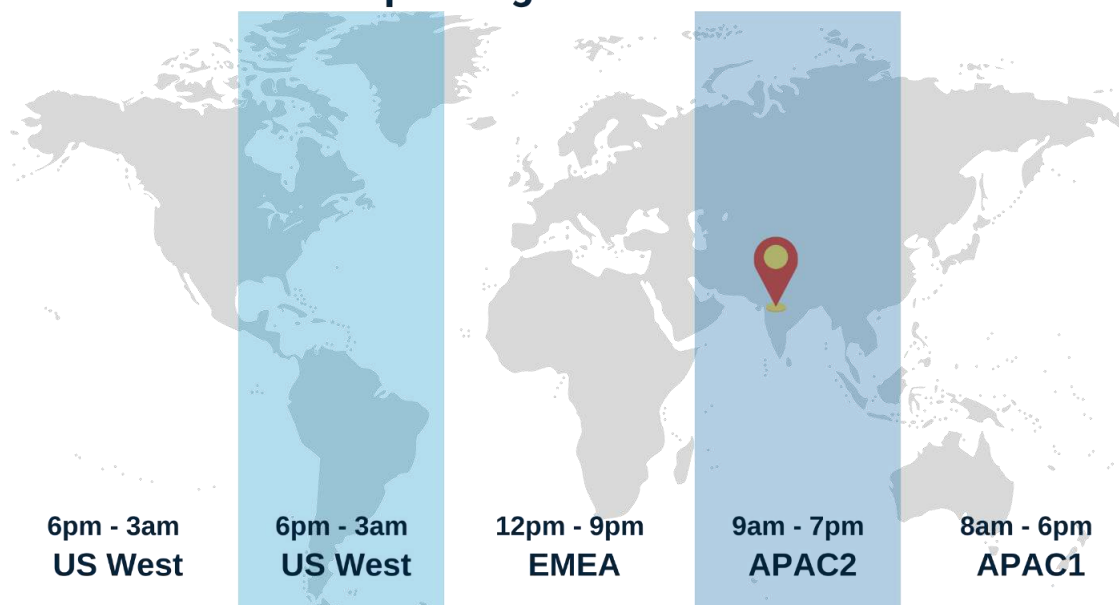 6pm - 3am
US West
6pm - 3am
US West
12pm - 9pm
EMEA
9am - 7pm
APAC2
8am - 6pm
APAC1